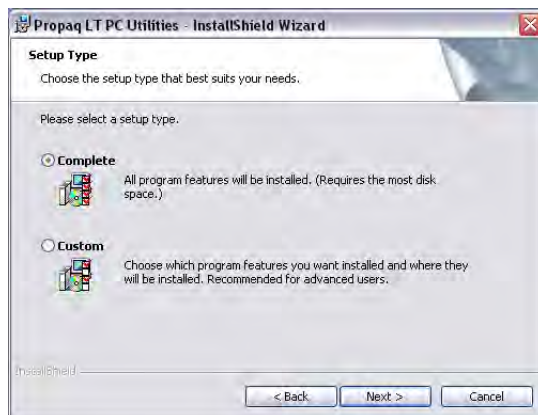 Propaq LT PC Utilities - InstallShield Wizard
Setup Type
Choose the setup type that best suits your needs.
Please select a setup type.
Complete
All program features will be installed. (Requires the most disk
space.)
Custom
Choose which program features you want installed and where they
will be installed. Recommended for advanced users.
InstallShield
< Back
Next >
Cancel